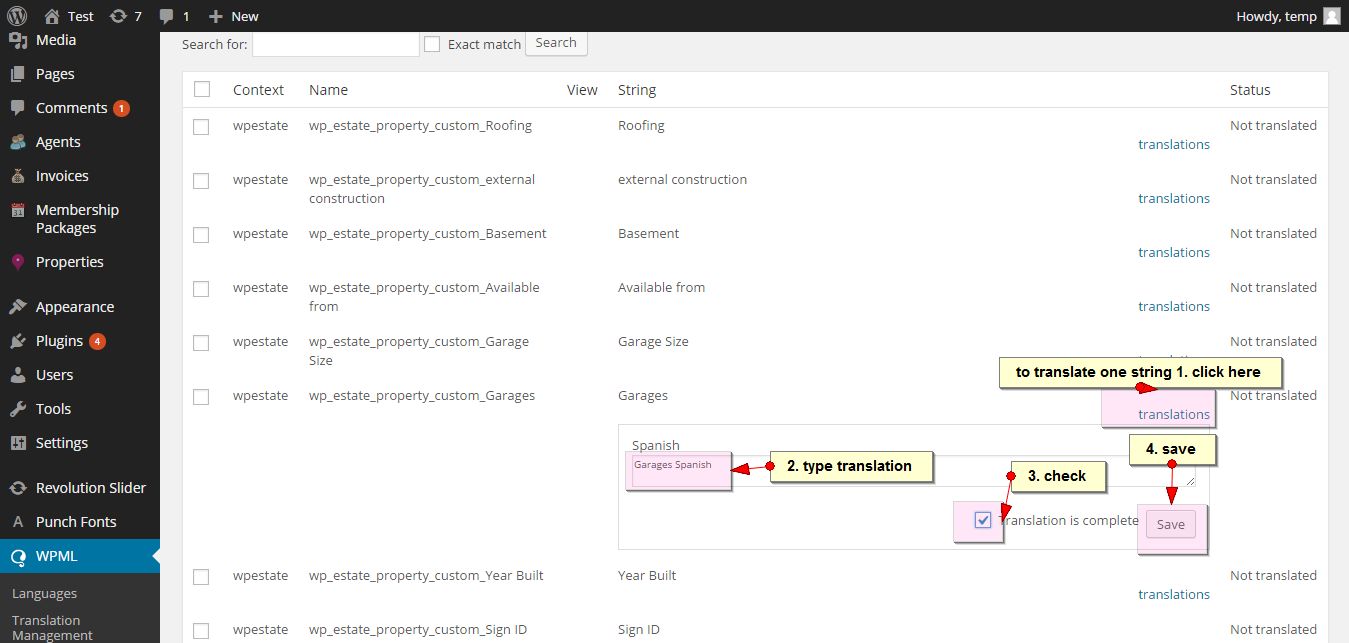 Test 7 1 New Howdy, temp
Media
Pages
Comments 1
Agents
Invoices
Membership
Packages
Properties
Appearance
Plugins 4
Users
Tools
Settings
Revolution Slider
Punch Fonts
WPML
Languages
Translation
Management
Search for: Exact match Search
Context Name View String Status
wpestate wp_estate_property_custom_Roofing Roofing Not translated
translations
wpestate wp_estate_property_custom_external external construction Not translated
construction translations
wpestate wp_estate_property_custom_Basement Basement Not translated
translations
wpestate wp_estate_property_custom_Available Available from Not translated
from translations
wpestate wp_estate_property_custom_Garage Garage Size Not translated
Size
to translate one string 1. click here
wpestate wp_estate_property_custom_Garages Garages Not translated
translations
Spanish
4. save
Garages Spanish
2. type translation
3. check
Translation is complete Save
wpestate wp_estate_property_custom_Year Built Year Built Not translated
translations
wpestate wp_estate_property_custom_Sign ID Sign ID Not translated